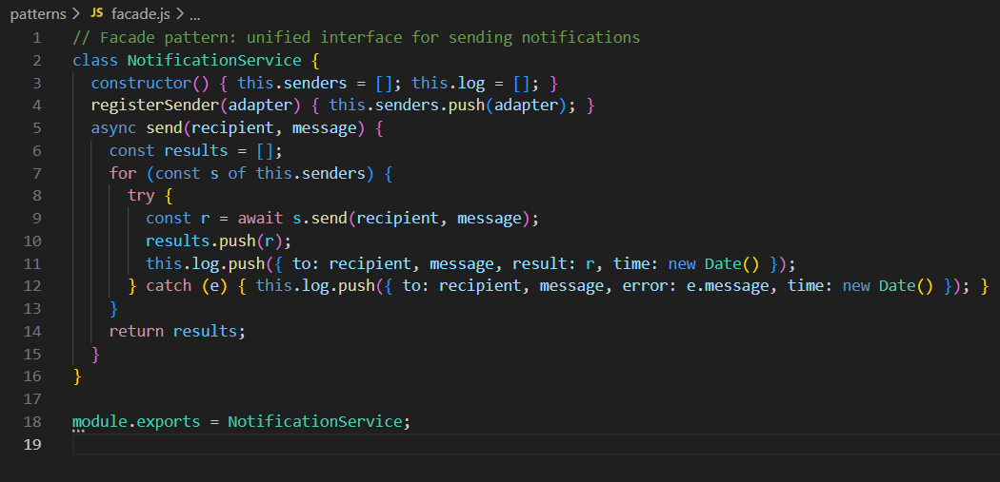 patterns > JS facade.js > ...
1 // Facade pattern: unified interface for sending notifications
2 class NotificationService {
3   constructor() { this.senders = []; this.log = []; }
4   registerSender(adapter) { this.senders.push(adapter); }
5   async send(recipient, message) {
6     const results = [];
7     for (const s of this.senders) {
8       try {
9         const r = await s.send(recipient, message);
10         results.push(r);
11         this.log.push({ to: recipient, message, result: r, time: new Date() });
12       } catch (e) { this.log.push({ to: recipient, message, error: e.message, time: new Date() }); }
13     }
14     return results;
15   }
16 }
17
18 module.exports = NotificationService;
19